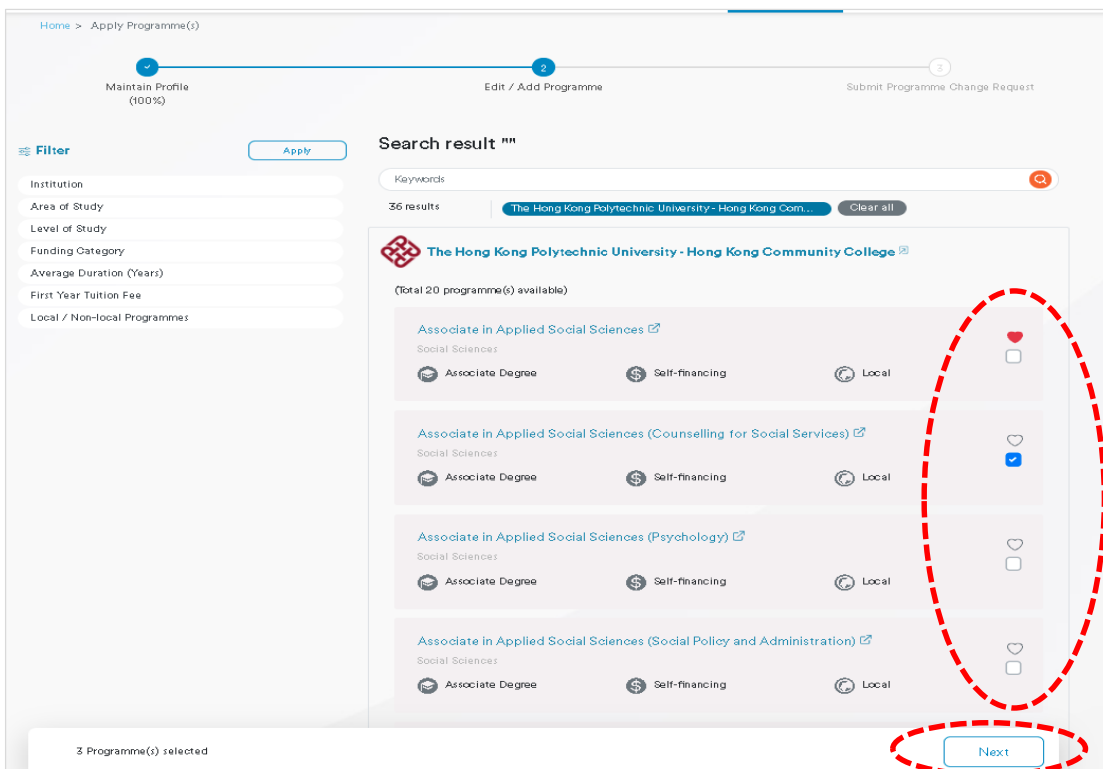 Home > Apply Programme(s)
2
3
Maintain Profile
(100%)
Edit / Add Programme
Submit Programme Change Request
Filter
Apply
Institution
Area of Study
Level of Study
Funding Category
Average Duration (Years)
First Year Tuition Fee
Local / Non-local Programmes
Search result ""
Keywords
36 results
The Hong Kong Polytechnic University - Hong Kong Com...
Clear all
The Hong Kong Polytechnic University - Hong Kong Community College
(Total 20 programme(s) available)
Associate in Applied Social Sciences
Social Sciences
Associate Degree
Self-financing
Local
Associate in Applied Social Sciences (Counselling for Social Services)
Social Sciences
Associate Degree
Self-financing
Local
Associate in Applied Social Sciences (Psychology)
Social Sciences
Associate Degree
Self-financing
Local
Associate in Applied Social Sciences (Social Policy and Administration)
Social Sciences
Associate Degree
Self-financing
Local
3 Programme(s) selected
Next